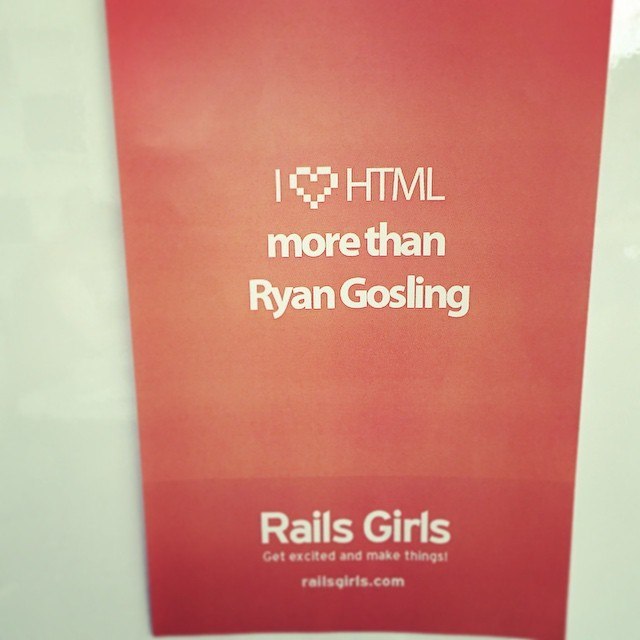 I ♥ HTML
more than
Ryan Gosling
Rails Girls
Get excited and make things!
railsgirls.com